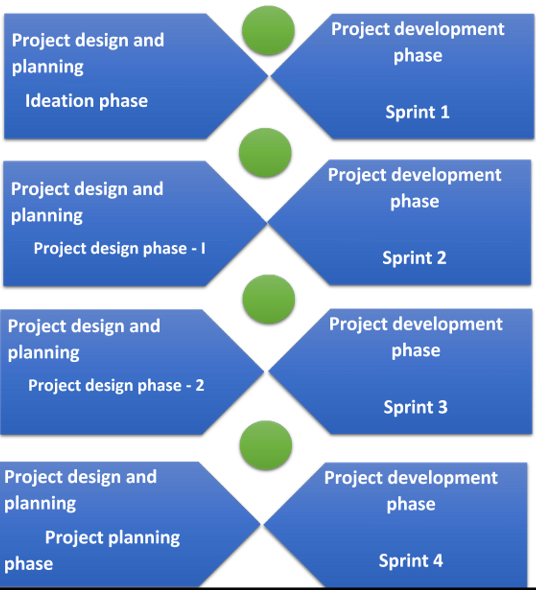 Project design and
planning
Ideation phase
Project development
phase
Sprint 1
Project design and
planning
Project design phase - I
Project development
phase
Sprint 2
Project design and
planning
Project design phase - 2
Project development
phase
Sprint 3
Project design and
planning
Project planning
phase
Project development
phase
Sprint 4